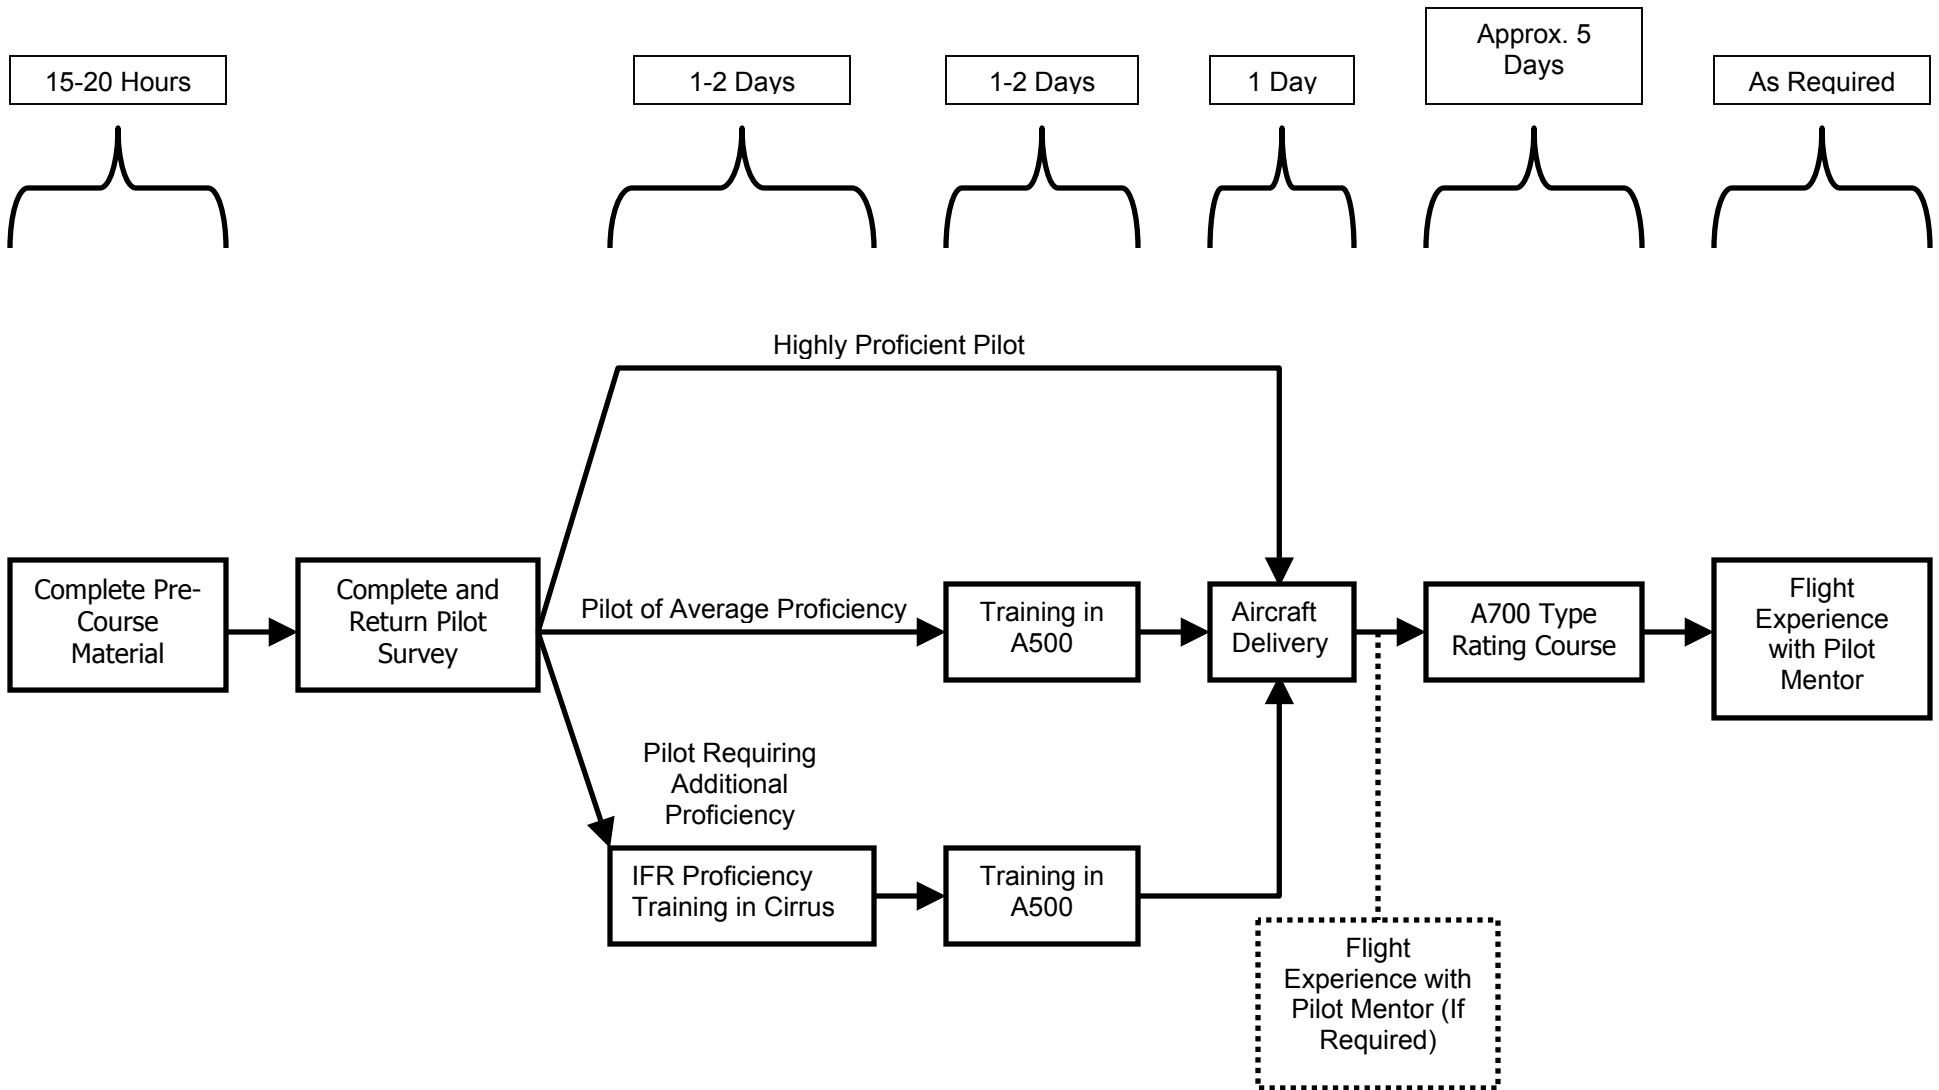 15-20 Hours
1-2 Days
1-2 Days
1 Day
Approx. 5
Days
As Required
Highly Proficient Pilot
Complete Pre-
Course
Material
Complete and
Return Pilot
Survey
Pilot of Average Proficiency
Training in
A500
Aircraft
Delivery
A700 Type
Rating Course
Flight
Experience
with Pilot
Mentor
Pilot Requiring
Additional
Proficiency
IFR Proficiency
Training in Cirrus
Training in
A500
Flight
Experience with
Pilot Mentor (If
Required)